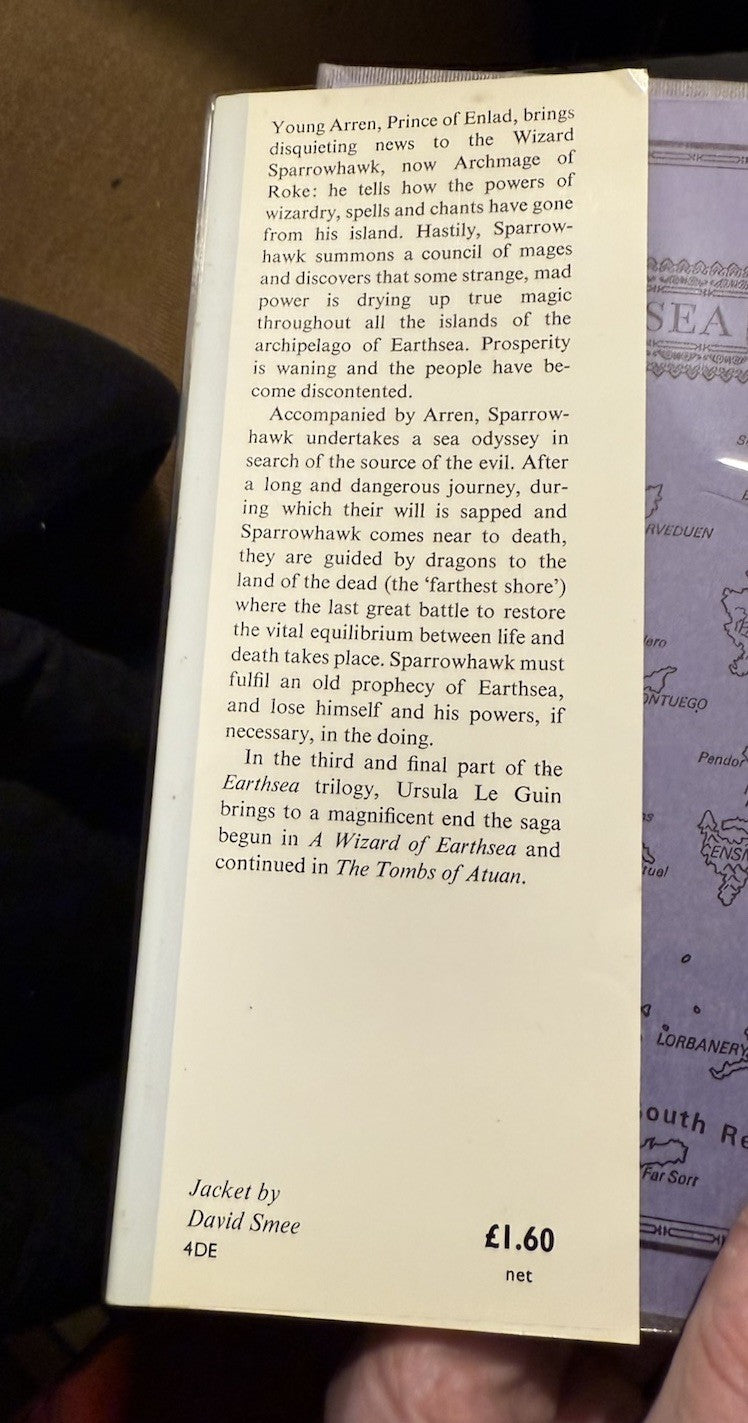 Young Arren, Prince of Enlad, brings
disquieting news to the Wizard
Sparrowhawk, now Archmage of
Roke: he tells how the powers of
wizardry, spells and chants have gone
from his island. Hastily, Sparrow-
hawk summons a council of mages
and discovers that some strange, mad
power is drying up true magic
throughout all the islands of the
archipelago of Earthsea. Prosperity
is waning and the people have be-
come discontented.
Accompanied by Arren, Sparrow-
hawk undertakes a sea odyssey in
search of the source of the evil. After
a long and dangerous journey, dur-
ing which their will is sapped and
Sparrowhawk comes near to death,
they are guided by dragons to the
land of the dead (the ‘farthest shore’)
where the last great battle to restore
the vital equilibrium between life and
death takes place. Sparrowhawk must
fulfil an old prophecy of Earthsea,
and lose himself and his powers, if
necessary, in the doing.
In the third and final part of the
Earthsea trilogy, Ursula Le Guin
brings to a magnificent end the saga
begun in A Wizard of Earthsea and
continued in The Tombs of Atuan.
Jacket by
David Smee
4DE
£1.60
net
SEA
RVEDUEN
ONTUEGO
Pendor
ENSM
LORBANERY
outh Re
Far Sorr